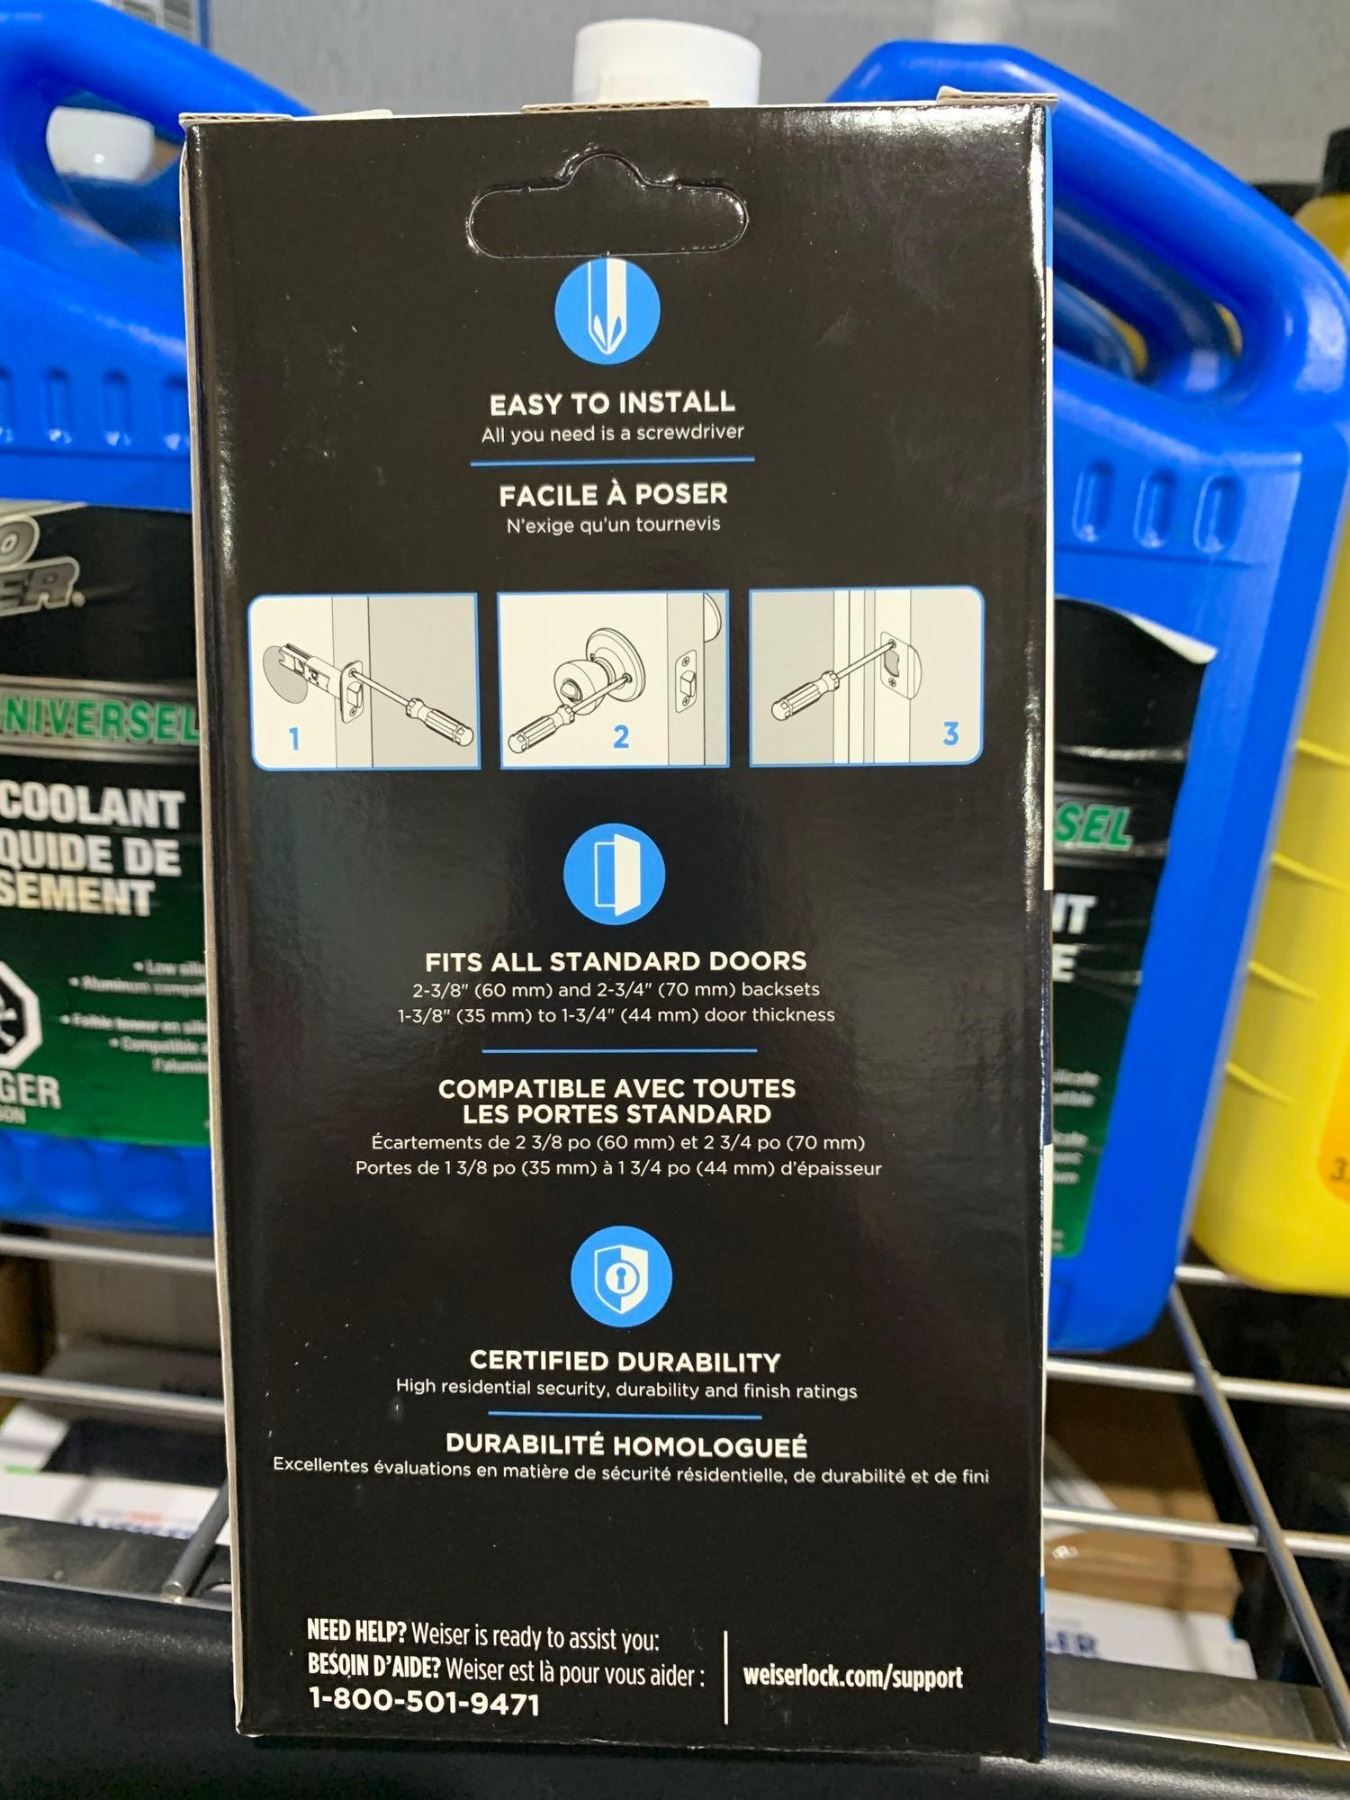 EASY TO INSTALL
All you need is a screwdriver
FACILE À POSER
N'exige qu'un tournevis
1
2
3
FITS ALL STANDARD DOORS
2-3/8" (60 mm) and 2-3/4" (70 mm) backsets
1-3/8" (35 mm) to 1-3/4" (44 mm) door thickness
COMPATIBLE AVEC TOUTES
LES PORTES STANDARD
Écartements de 2 3/8 po (60 mm) et 2 3/4 po (70 mm)
Portes de 1 3/8 po (35 mm) à 1 3/4 po (44 mm) d'épaisseur
CERTIFIED DURABILITY
High residential security, durability and finish ratings
DURABILITÉ HOMOLOGUEÉ
Excellentes évaluations en matière de sécurité résidentielle, de durabilité et de fini
NEED HELP? Weiser is ready to assist you:
BESOIN D'AIDE? Weiser est là pour vous aider :
1-800-501-9471
weiserlock.com/support
NIVERSEL
COOLANT
QUIDE DE
SEMENT
GER
SEL
IT
E